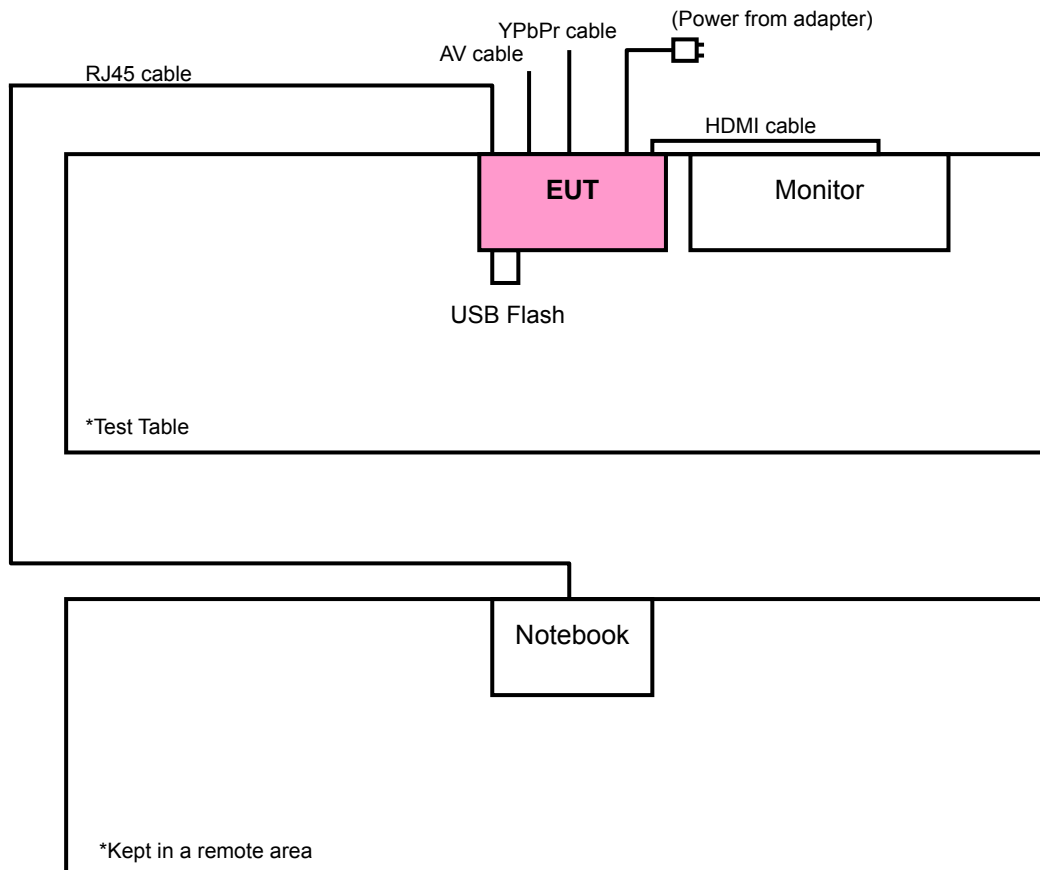 (Power from adapter)
YPbPr cable
AV cable
RJ45 cable
HDMI cable
EUT
Monitor
USB Flash
*Test Table
Notebook
*Kept in a remote area